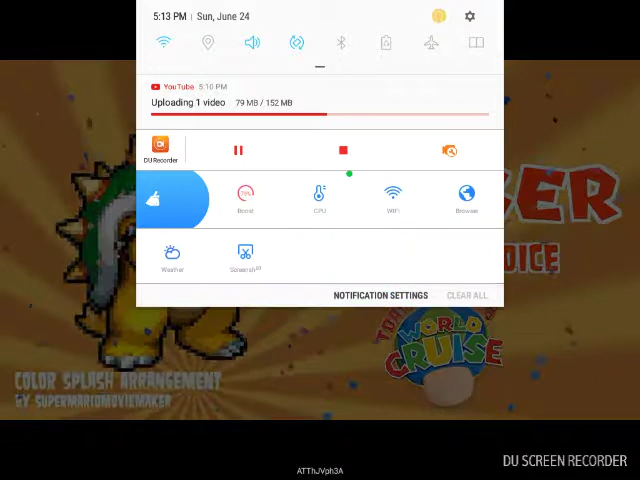 5:13 PM | Sun, June 24
YouTube 5:10 PM
Uploading 1 video 79 MB / 152 MB
DU Recorder
Boost
CPU
WIFI
Browser
Weather
NOTIFICATION SETTINGS CLEAR ALL
WORLD
CRUISE
COLOR SPLASH ARRANGEMENT
BY SUPERMARIOMOVIEMAKER
DU SCREEN RECORDER
ATThJVph3A